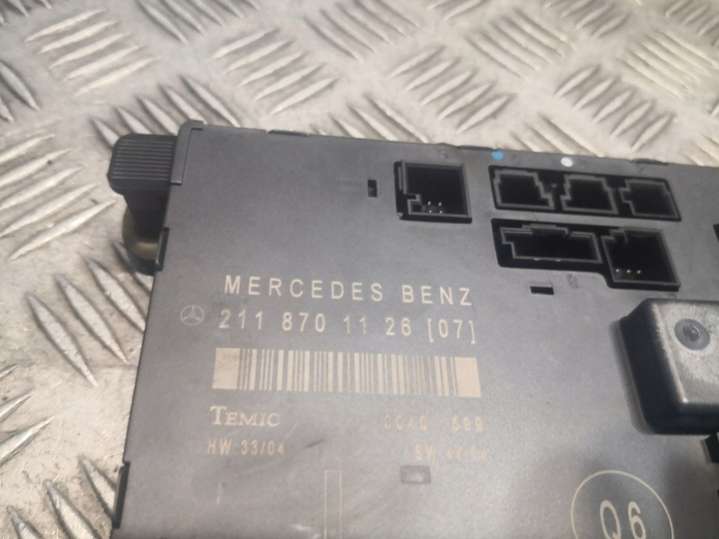 MERCEDES BENZ
211 870 11 26 [07]
TEMIC
HW:33/04
Q6